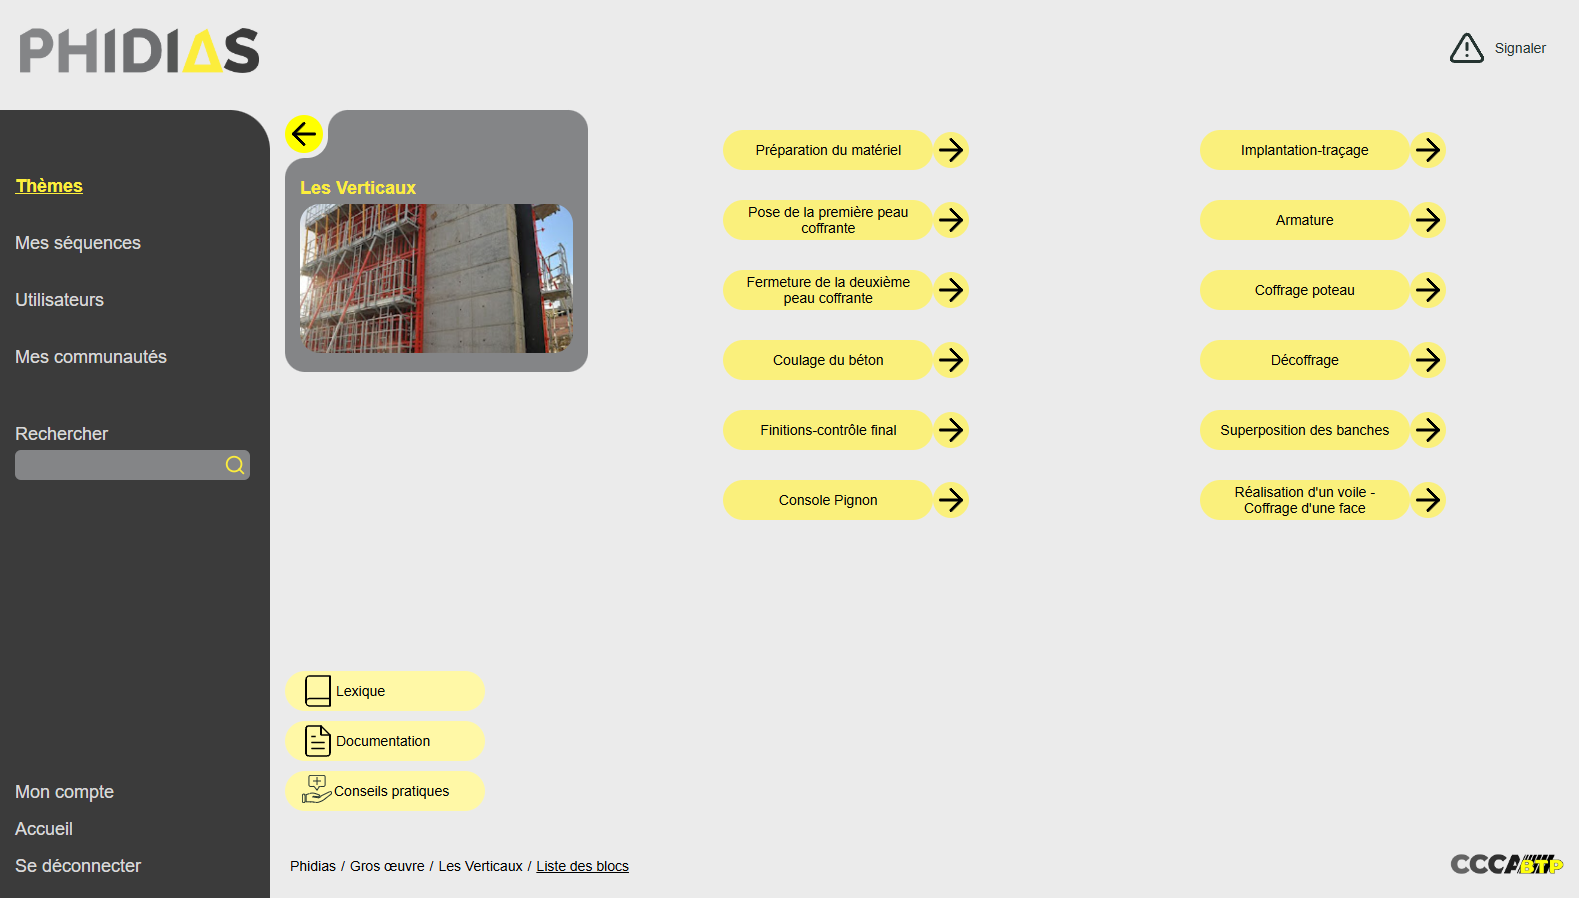 PHIDIAS
Signaler
Thèmes
Mes séquences
Utilisateurs
Mes communautés
Rechercher
Mon compte
Accueil
Se déconnecter
Les Verticaux
Préparation du matériel
Implantation-traçage
Pose de la première peau
coffrante
Armature
Fermeture de la deuxième
peau coffrante
Coffrage poteau
Coulage du béton
Décoffrage
Finitions-contrôle final
Superposition des banches
Console Pignon
Réalisation d'un voile -
Coffrage d'une face
Lexique
Documentation
Conseils pratiques
Phidias / Gros œuvre / Les Verticaux / Liste des blocs
CCCA BTP